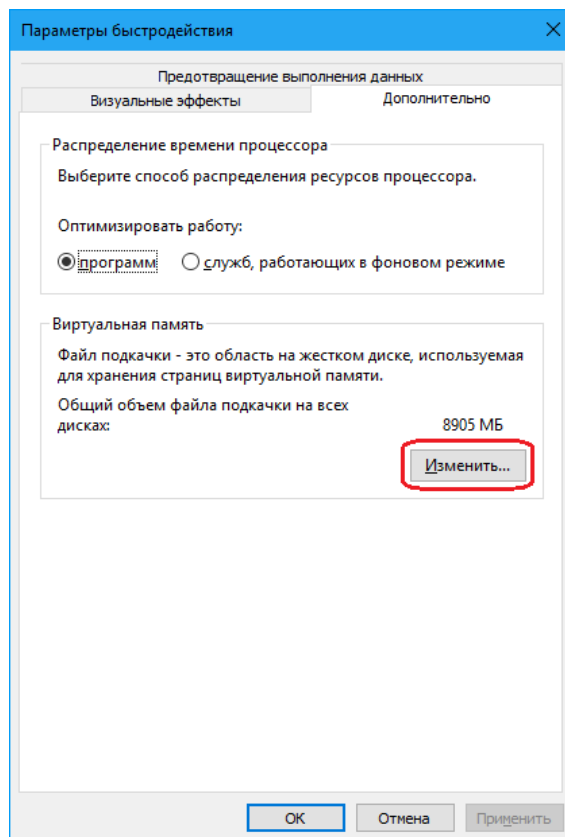 Параметры быстродействия
Предотвращение выполнения данных
Визуальные эффекты
Дополнительно
Распределение времени процессора
Выберите способ распределения ресурсов процессора.
Оптимизировать работу:
программ
служб, работающих в фоновом режиме
Виртуальная память
Файл подкачки - это область на жестком диске, используемая
для хранения страниц виртуальной памяти.
Общий объем файла подкачки на всех
дисках:
8905 МБ
Изменить...
ОК
Отмена
Применить